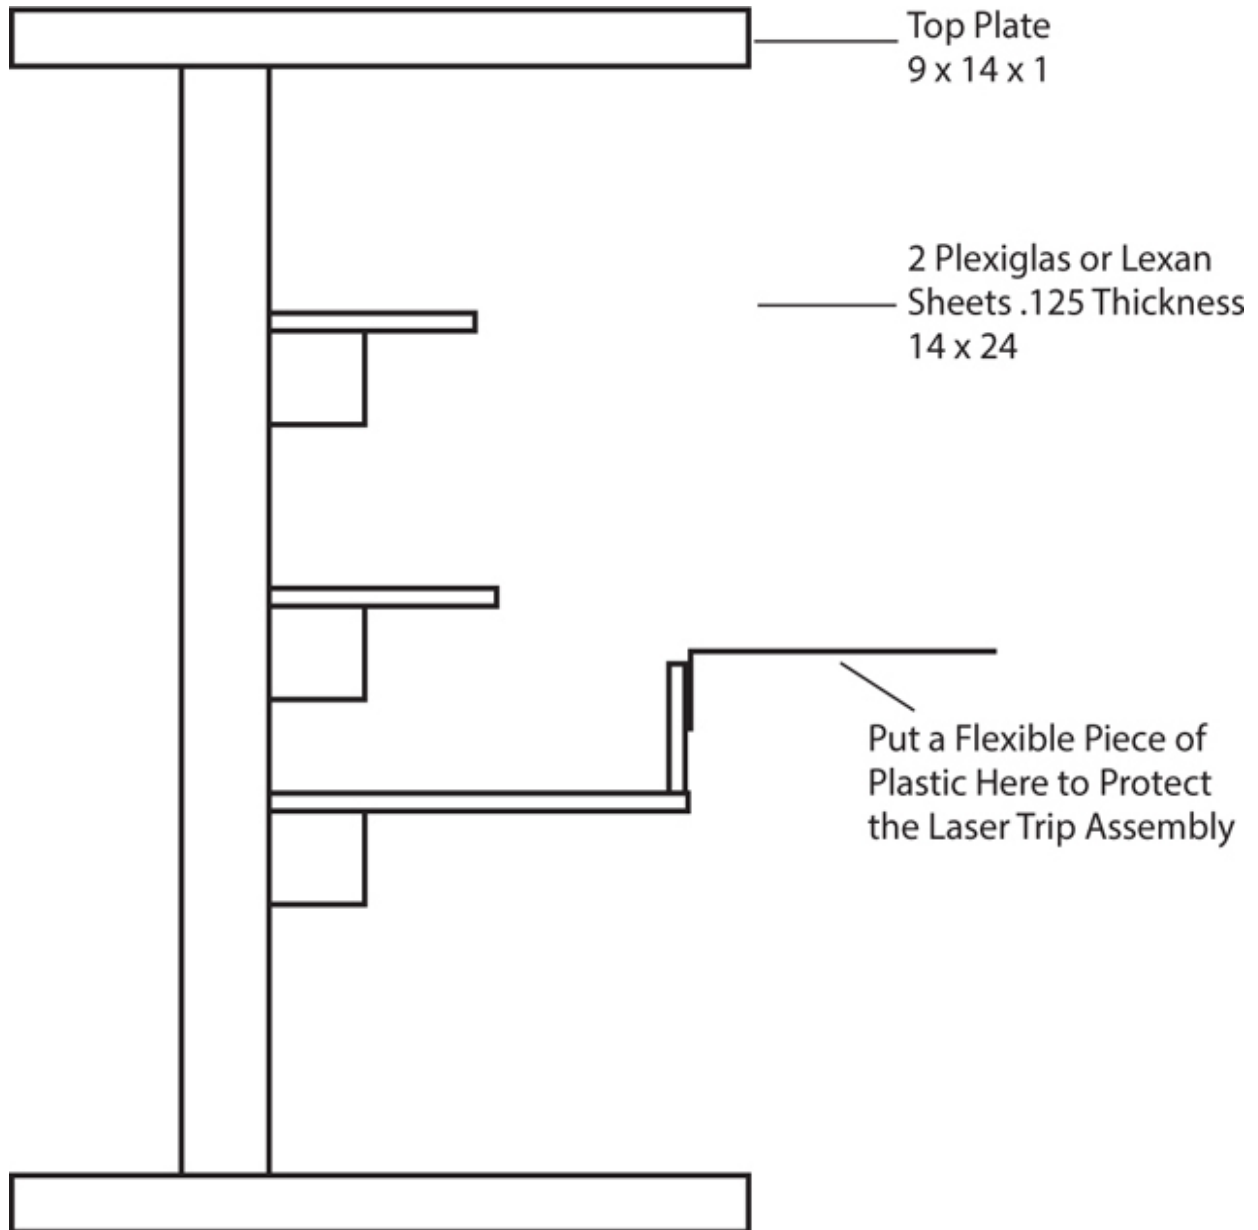 Top Plate
9 x 14 x 1
2 Plexiglas or Lexan
Sheets .125 Thickness
14 x 24
Put a Flexible Piece of
Plastic Here to Protect
the Laser Trip Assembly